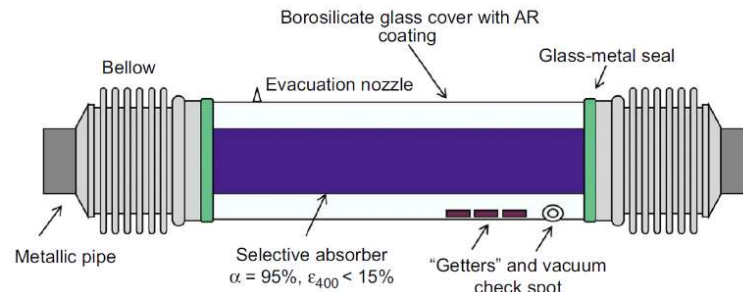 Borosilicate glass cover with AR
coating
Glass-metal seal
Bellow
Evacuation nozzle
Metallic pipe
Selective absorber
α = 95%, ε400 < 15%
“Getters” and vacuum
check spot